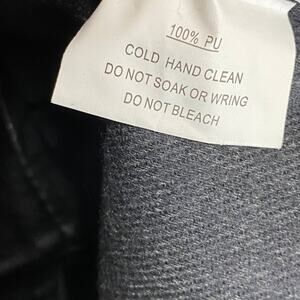 100% PU
COLD HAND CLEAN
DO NOT SOAK OR WRING
DO NOT BLEACH